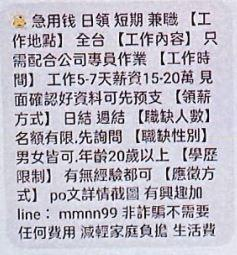 急用钱 日領 短期 兼職 【工
作地點】 全台 【工作內容】 只
需配合公司專員作業 【工作時
間】 工作5-7天薪資15-20萬 見
面確認好資料可先预支 【領薪
方式】 日結 週結 【職缺人數】
名額有限,先詢問 【職缺性別】
男女皆可,年齡20歲以上 【學歷
限制】 有無經驗都可 【應徵方
式】 po文詳情截圖 有興趣加
line： mmnn99 非詐騙不需要
任何費用 減輕家庭負擔 生活費